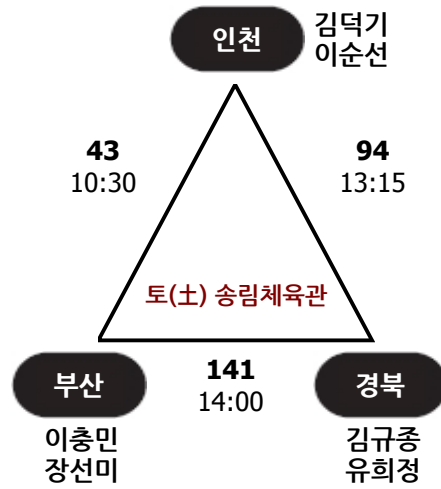 인천
김덕기
이순선
43
10:30
94
13:15
토(土) 송림체육관
부산
141
14:00
경북
이충민
장선미
김규종
유희정